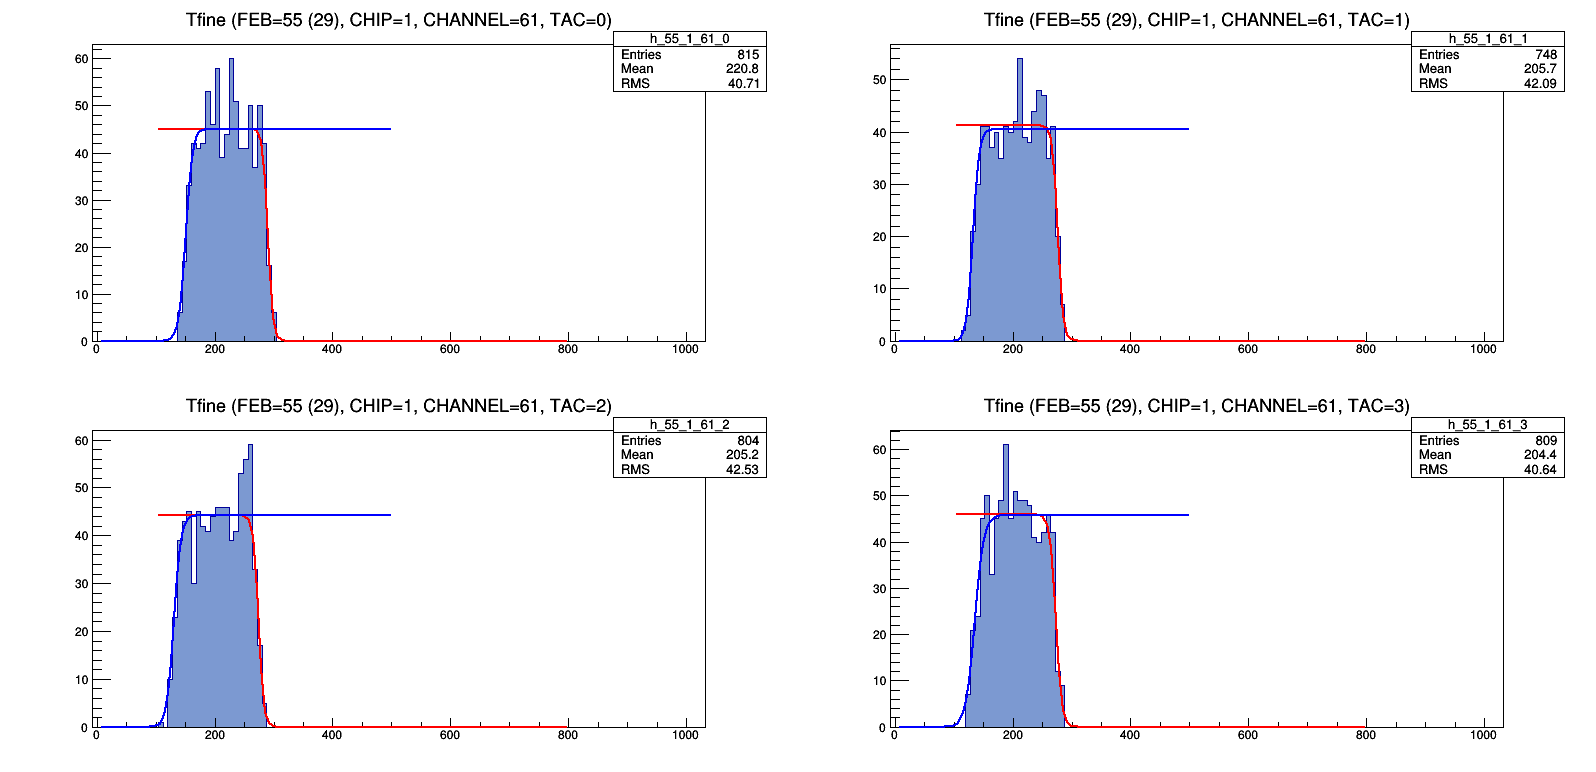 Tfine (FEB=55 (29), CHIP=1, CHANNEL=61, TAC=0)
h_55_1_61_0
Entries 815
Mean 220.8
RMS 40.71
60
50
40
30
20
10
0
0 200 400 600 800 1000
Tfine (FEB=55 (29), CHIP=1, CHANNEL=61, TAC=1)
h_55_1_61_1
Entries 748
Mean 205.7
RMS 42.09
50
40
30
20
10
0
0 200 400 600 800 1000
Tfine (FEB=55 (29), CHIP=1, CHANNEL=61, TAC=2)
h_55_1_61_2
Entries 804
Mean 205.2
RMS 42.53
60
50
40
30
20
10
0
0 200 400 600 800 1000
Tfine (FEB=55 (29), CHIP=1, CHANNEL=61, TAC=3)
h_55_1_61_3
Entries 809
Mean 204.4
RMS 40.64
60
50
40
30
20
10
0
0 200 400 600 800 1000